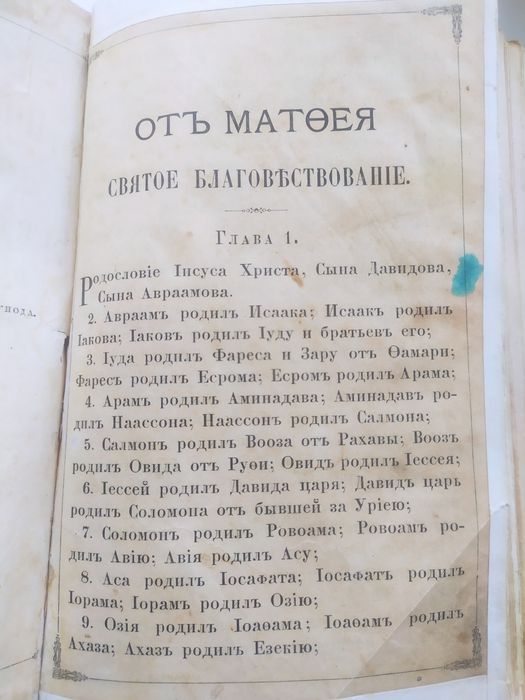 ОТЪ МАТѲЕЯ
СВЯТОЕ БЛАГОВѢСТВОВАНІЕ.
ГЛАВА 1.
Родословіе Іисуса Христа, Сына Давидова,
Сына Авраамова.
2. Авраамъ родилъ Исаака; Исаакъ родилъ
Іакова; Іаковъ родилъ Іуду и братьевъ его;
3. Іуда родилъ Фареса и Зару отъ Ѳамари;
Фаресъ родилъ Есрома; Есромъ родилъ Арама;
4. Арамъ родилъ Аминадава; Аминадавъ ро-
дилъ Наассона; Наассонъ родилъ Салмона;
5. Салмонъ родилъ Вооза отъ Рахавы; Воозъ
родилъ Овида отъ Руѳи; Овидъ родилъ Іессея;
6. Іессей родилъ Давида царя; Давидъ царь
родилъ Соломона отъ бывшей за Уріею;
7. Соломонъ родилъ Ровоама; Ровоамъ ро-
дилъ Авію; Авія родилъ Асу;
8. Аса родилъ Іосафата; Іосафатъ родилъ
Іорама; Іорамъ родилъ Озію;
9. Озія родилъ Іоаѳама; Іоаѳамъ родилъ
Ахаза; Ахазъ родилъ Езекію;